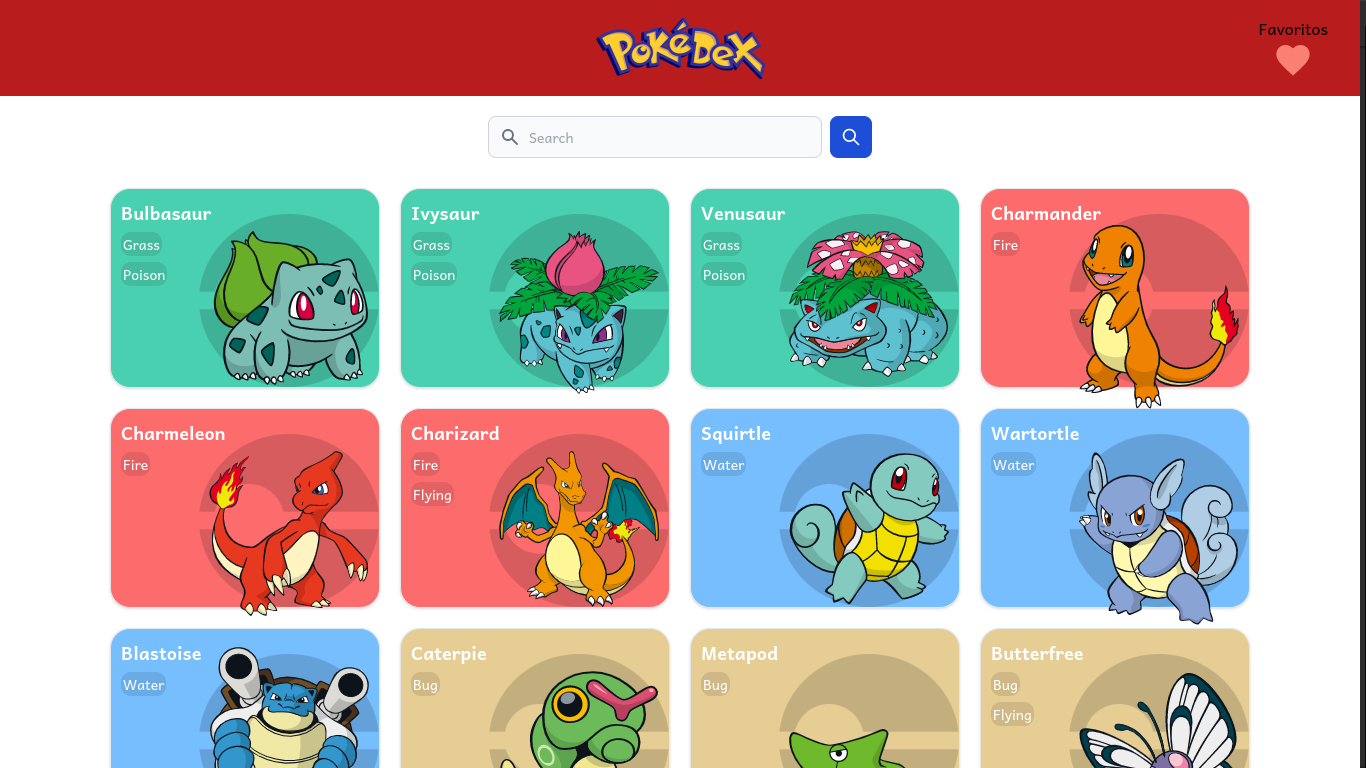 PokéDex
Favoritos
Search
Bulbasaur
Grass
Poison
Ivysaur
Grass
Poison
Venusaur
Grass
Poison
Charmander
Fire
Charmeleon
Fire
Charizard
Fire
Flying
Squirtle
Water
Wartortle
Water
Blastoise
Water
Caterpie
Bug
Metapod
Bug
Butterfree
Bug
Flying